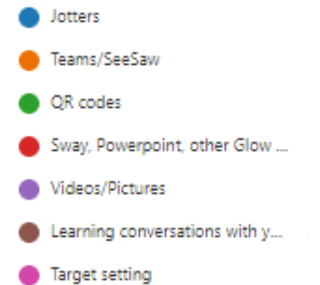 Jotters
Teams/SeeSaw
QR codes
Sway, Powerpoint, other Glow ...
Videos/Pictures
Learning conversations with y...
Target setting